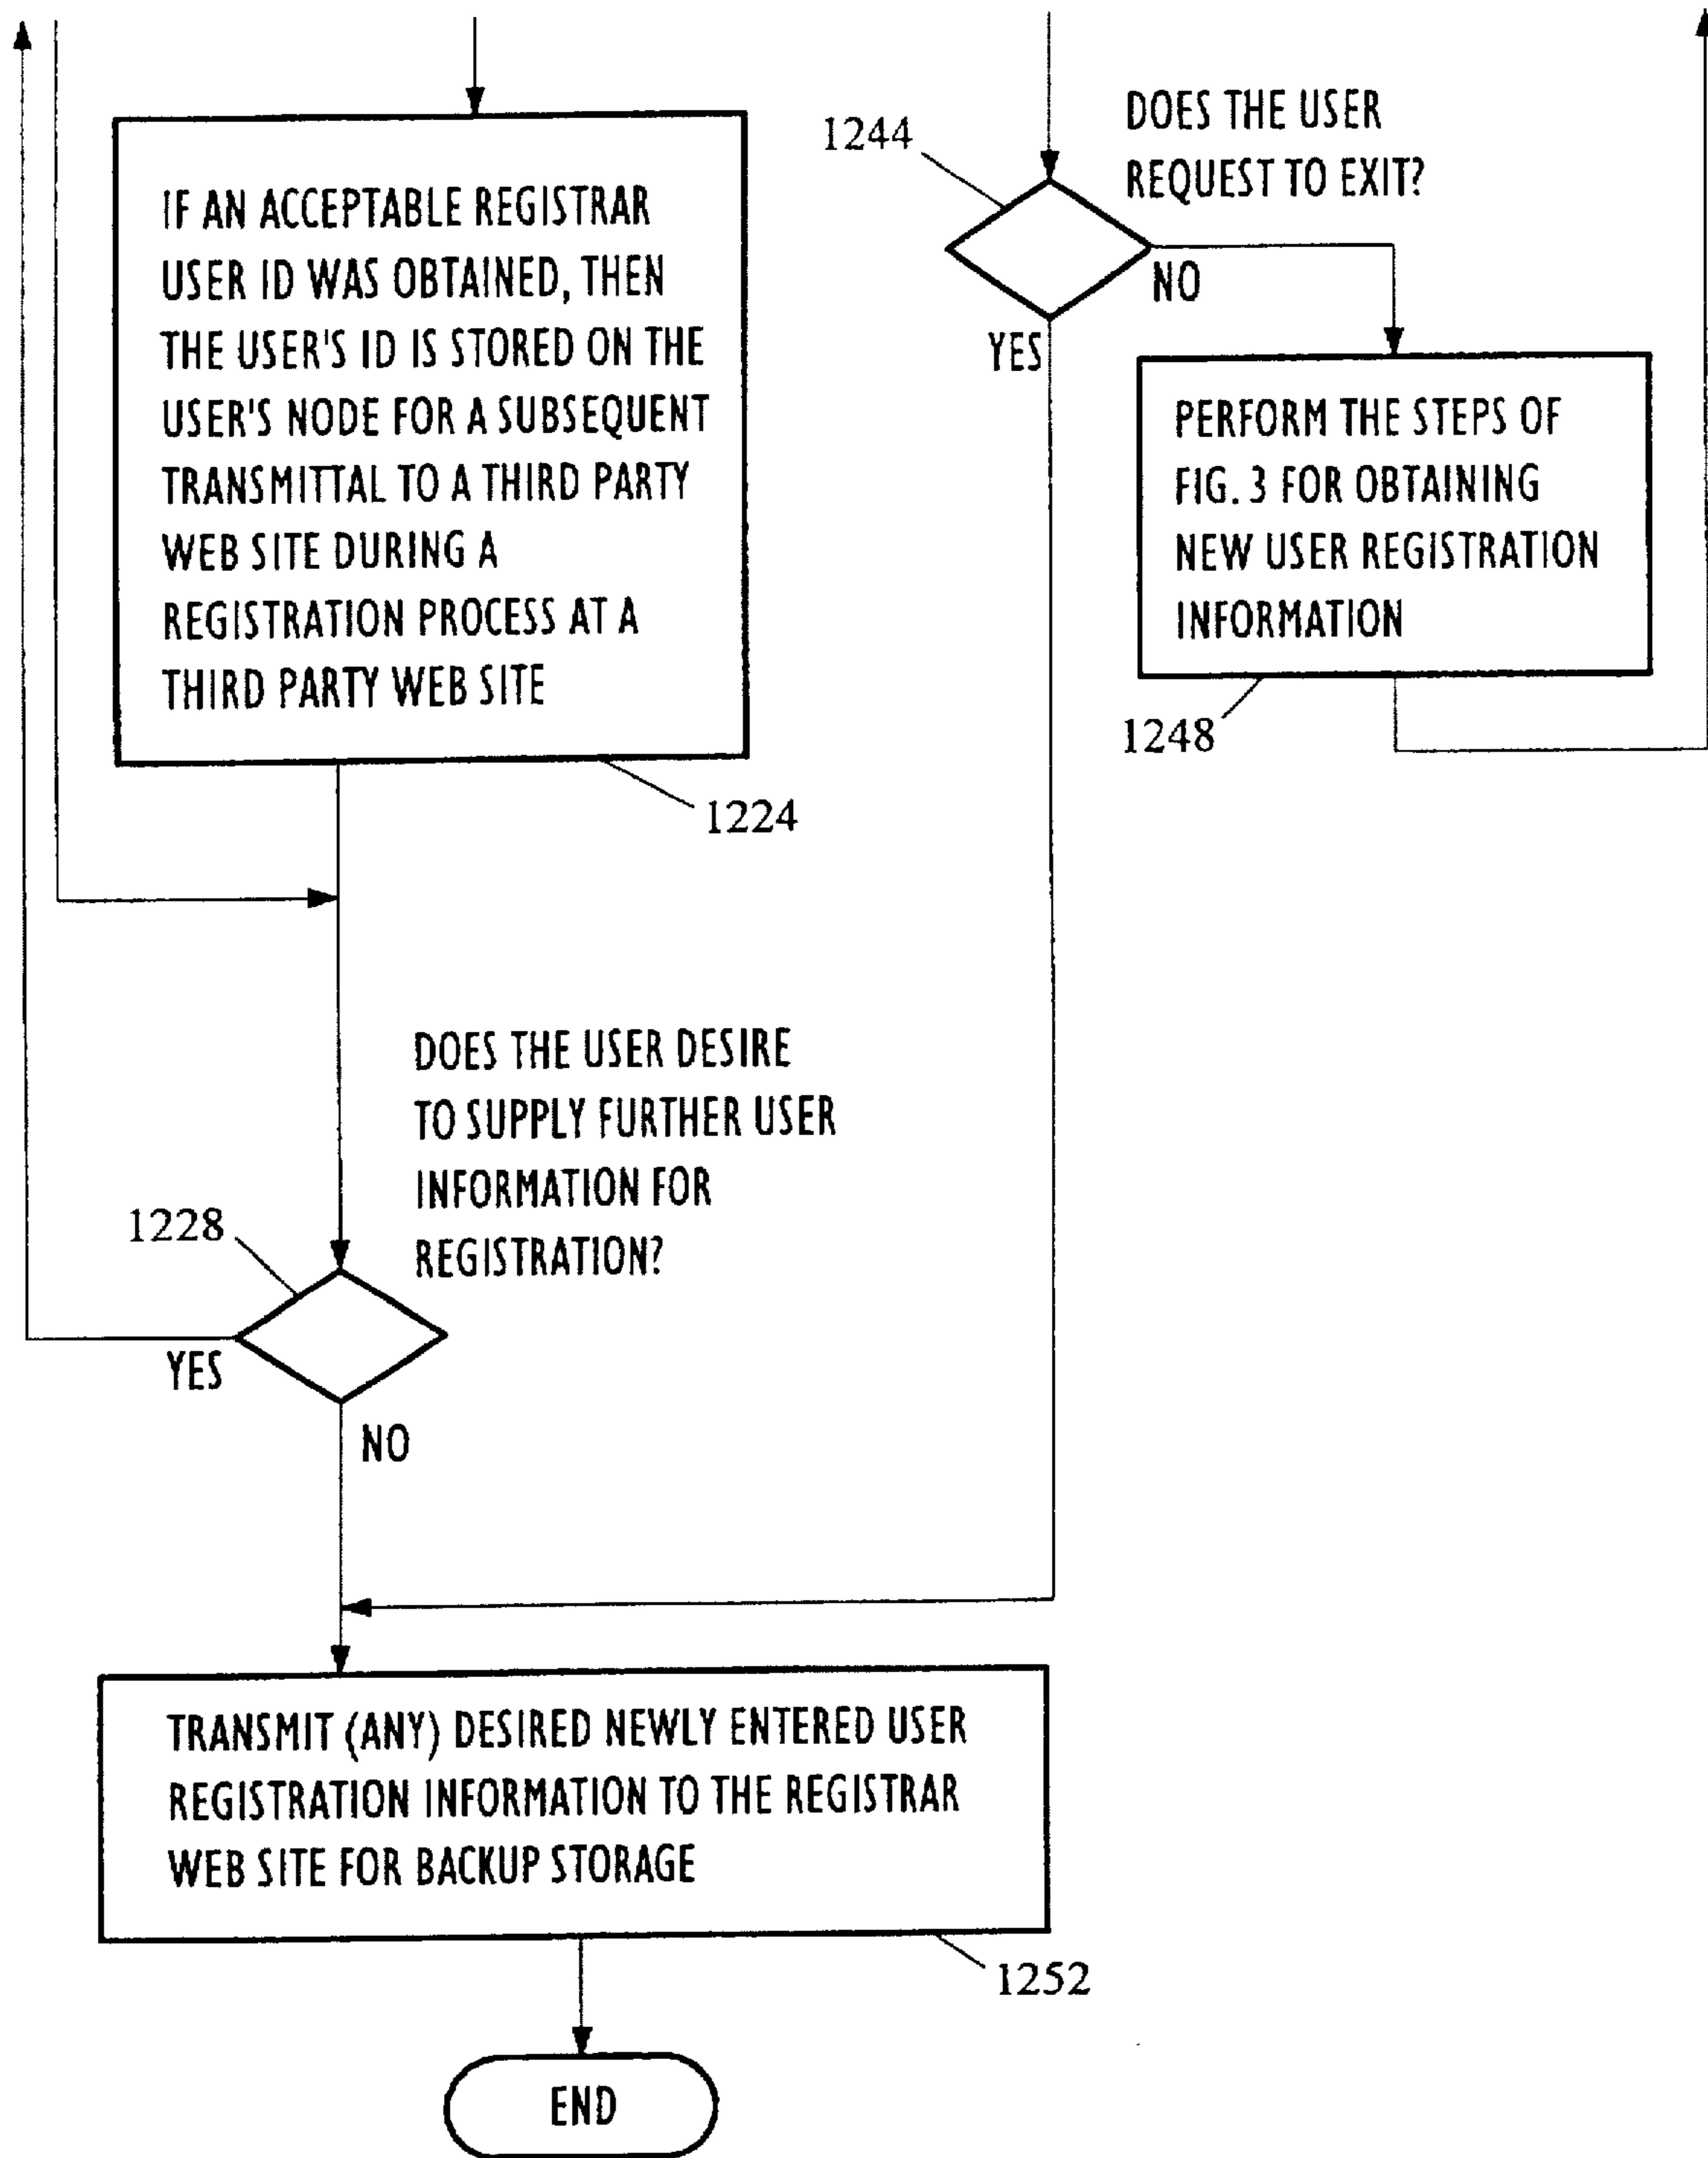 IF AN ACCEPTABLE REGISTRAR
USER ID WAS OBTAINED, THEN
THE USER'S ID IS STORED ON THE
USER'S NODE FOR A SUBSEQUENT
TRANSMITTAL TO A THIRD PARTY
WEB SITE DURING A
REGISTRATION PROCESS AT A
THIRD PARTY WEB SITE
1224
1244
DOES THE USER
REQUEST TO EXIT?
NO
YES
PERFORM THE STEPS OF
FIG. 3 FOR OBTAINING
NEW USER REGISTRATION
INFORMATION
1248
DOES THE USER DESIRE
TO SUPPLY FURTHER USER
INFORMATION FOR
REGISTRATION?
1228
YES
NO
TRANSMIT (ANY) DESIRED NEWLY ENTERED USER
REGISTRATION INFORMATION TO THE REGISTRAR
WEB SITE FOR BACKUP STORAGE
1252
END